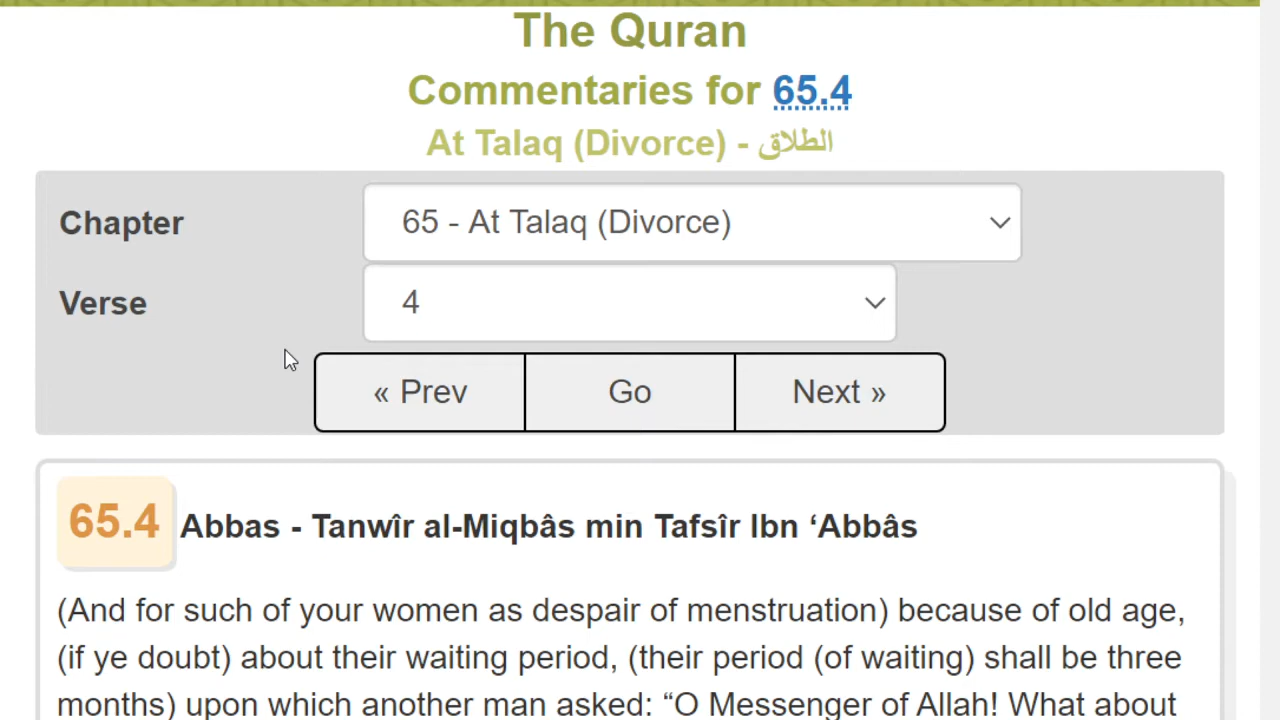 The Quran
Commentaries for 65.4
At Talaq (Divorce) - الطلاق
Chapter
65 - At Talaq (Divorce)
Verse
4
« Prev
Go
Next »
65.4 Abbas - Tanwîr al-Miqbâs min Tafsîr Ibn ‘Abbâs
(And for such of your women as despair of menstruation) because of old age,
(if ye doubt) about their waiting period, (their period (of waiting) shall be three
months) upon which another man asked: “O Messenger of Allah! What about